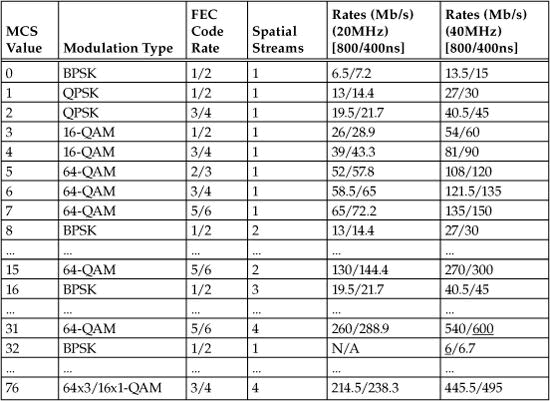 MCS Value | Modulation Type | FEC Code Rate | Spatial Streams | Rates (Mb/s) (20MHz) [800/400ns] | Rates (Mb/s) (40MHz) [800/400ns]
0 | BPSK | 1/2 | 1 | 6.5/7.2 | 13.5/15
1 | QPSK | 1/2 | 1 | 13/14.4 | 27/30
2 | QPSK | 3/4 | 1 | 19.5/21.7 | 40.5/45
3 | 16-QAM | 1/2 | 1 | 26/28.9 | 54/60
4 | 16-QAM | 3/4 | 1 | 39/43.3 | 81/90
5 | 64-QAM | 2/3 | 1 | 52/57.8 | 108/120
6 | 64-QAM | 3/4 | 1 | 58.5/65 | 121.5/135
7 | 64-QAM | 5/6 | 1 | 65/72.2 | 135/150
8 | BPSK | 1/2 | 2 | 13/14.4 | 27/30
... | ... | ... | ... | ... | ...
15 | 64-QAM | 5/6 | 2 | 130/144.4 | 270/300
16 | BPSK | 1/2 | 3 | 19.5/21.7 | 40.5/45
... | ... | ... | ... | ... | ...
31 | 64-QAM | 5/6 | 4 | 260/288.9 | 540/600
32 | BPSK | 1/2 | 1 | N/A | 6/6.7
... | ... | ... | ... | ... | ...
76 | 64x3/16x1-QAM | 3/4 | 4 | 214.5/238.3 | 445.5/495